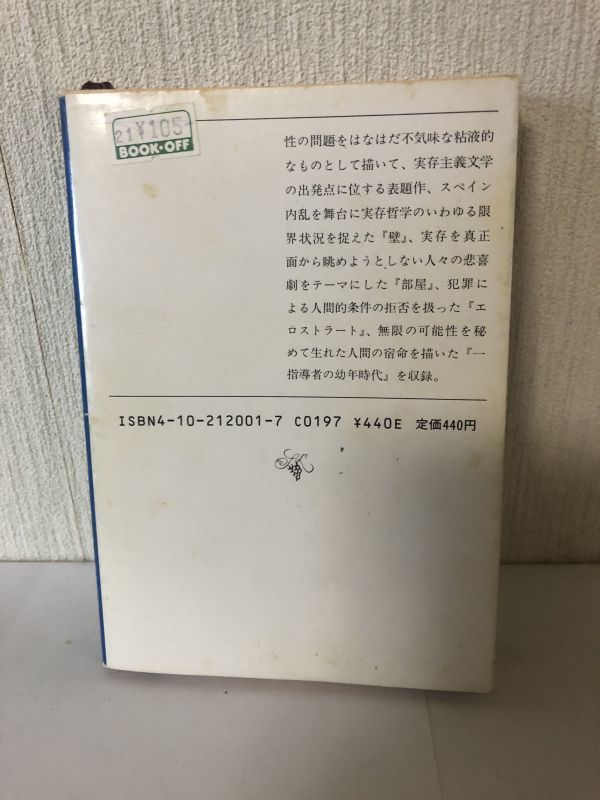 21¥105
BOOK・OFF
性の問題をはなはだ不気味な粘液的
なものとして描いて、実存主義文学
の出発点に位する表題作、スペイン
内乱を舞台に実存哲学のいわゆる限
界状況を捉えた『壁』、実存を真正
面から眺めようとしない人々の悲喜
劇をテーマにした『部屋』、犯罪に
よる人間的条件の拒否を扱った『エ
ロストラート』、無限の可能性を秘
めて生れた人間の宿命を描いた『一
指導者の幼年時代』を収録。
ISBN4-10-212001-7 C0197 ¥440E 定価440円